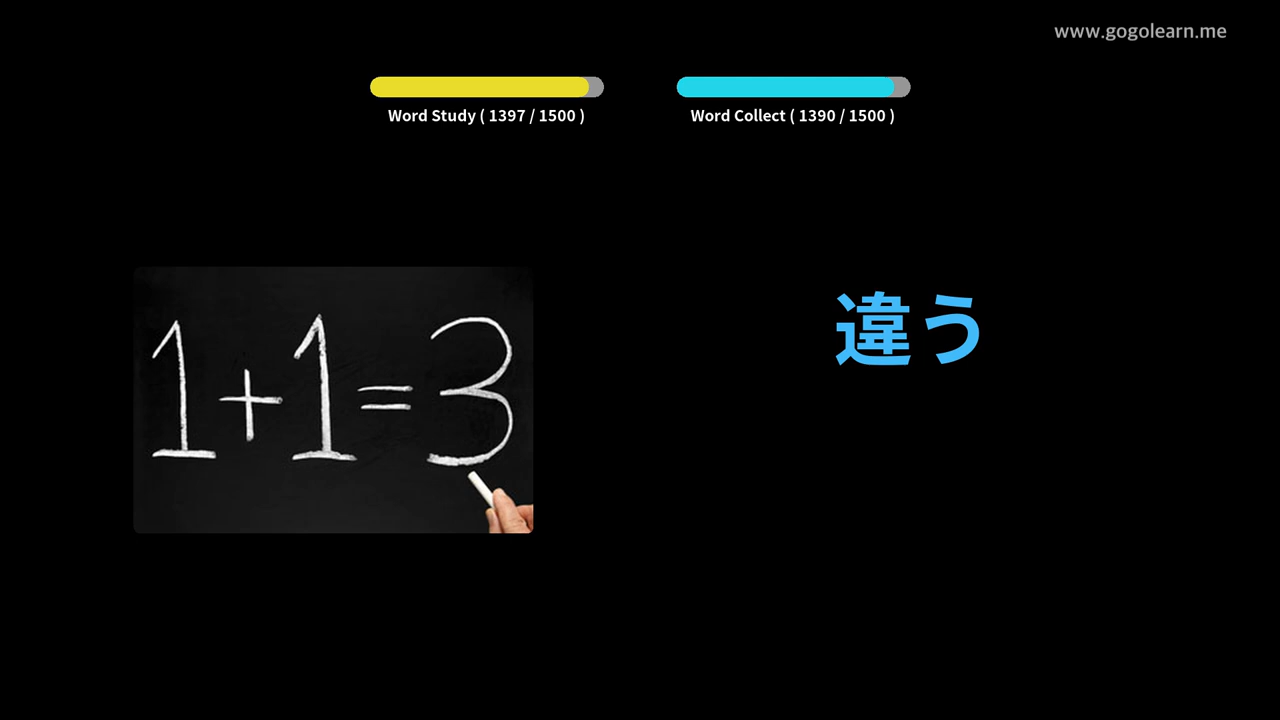 www.gogolearn.me
Word Study ( 1397 / 1500 )
Word Collect ( 1390 / 1500 )
1+1=3
違う